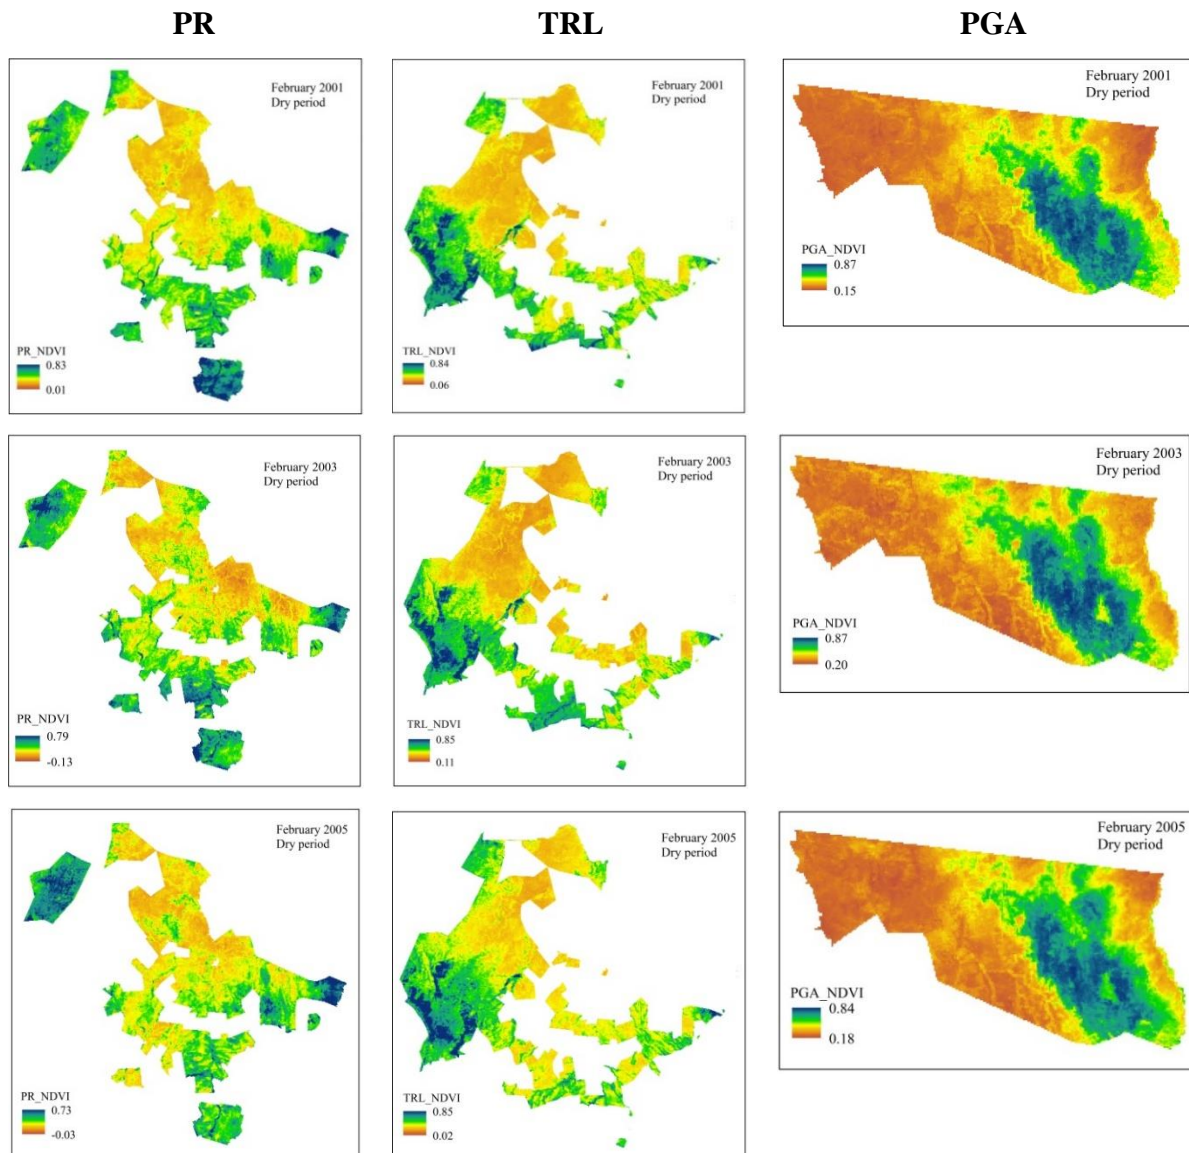 PR
TRL
PGA
February 2001
Dry period
PR_NDVI
0.83
0.01
February 2001
Dry period
TRL_NDVI
0.84
0.06
February 2001
Dry period
PGA_NDVI
0.87
0.15
February 2003
Dry period
PR_NDVI
0.79
-0.13
February 2003
Dry period
TRL_NDVI
0.85
0.11
February 2003
Dry period
PGA_NDVI
0.87
0.20
February 2005
Dry period
PR_NDVI
0.73
-0.03
February 2005
Dry period
TRL_NDVI
0.85
0.02
February 2005
Dry period
PGA_NDVI
0.84
0.18